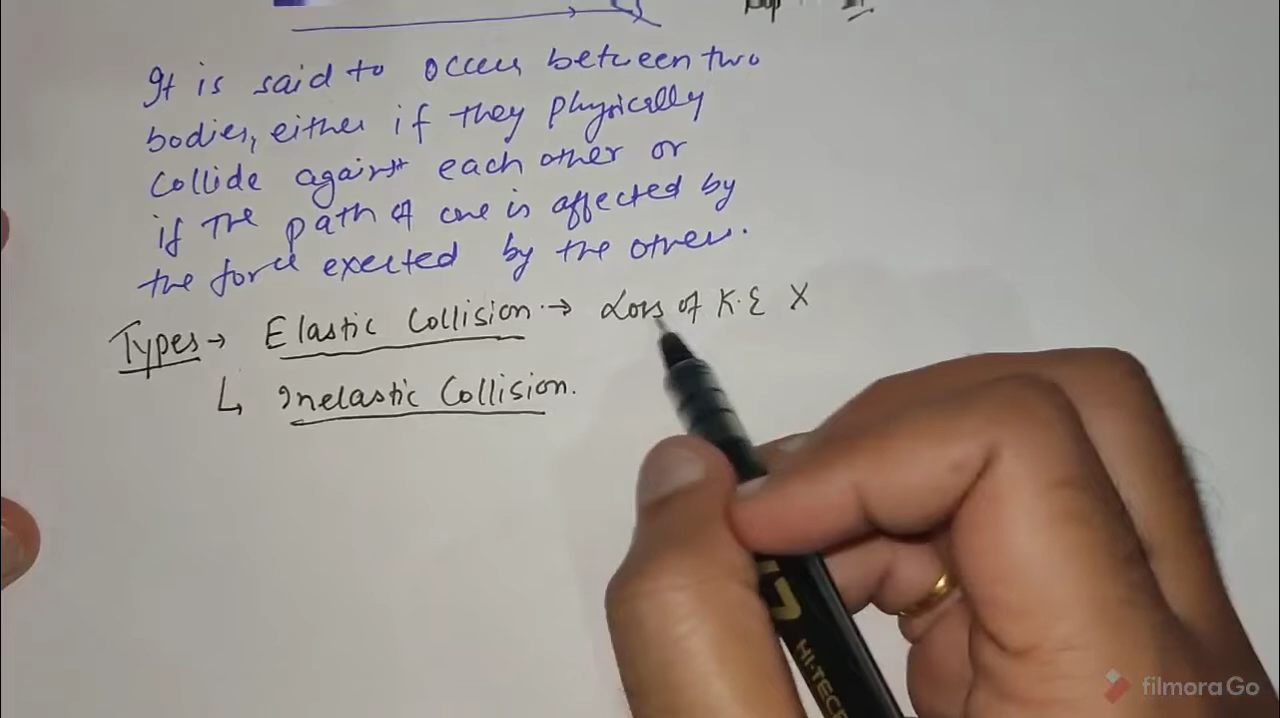 It is said to occur between two
bodies, either if they physically
collide against each other or
if the path of one is affected by
the force exerted by the other.
Types → Elastic Collision → Loss of K.E X
↳ Inelastic Collision.
HI-TECP
filmoraGo